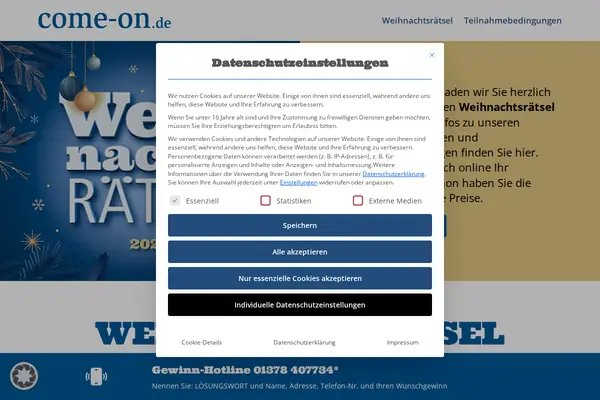 come-on.de
Weihnachtsrätsel Teilnahmebedingungen
Datenschutzeinstellungen
Wir nutzen Cookies auf unserer Website. Einige von ihnen sind essenziell, während andere uns
helfen, diese Website und Ihre Erfahrung zu verbessern.
Wenn Sie unter 16 Jahre alt sind und Ihre Zustimmung zu freiwilligen Diensten geben möchten,
müssen Sie Ihre Erziehungsberechtigten um Erlaubnis bitten.
Wir verwenden Cookies und andere Technologien auf unserer Website. Einige von ihnen sind
essenziell, während andere uns helfen, diese Website und Ihre Erfahrung zu verbessern.
Personenbezogene Daten können verarbeitet werden (z. B. IP-Adressen), z. B. für
personalisierte Anzeigen und Inhalte oder Anzeigen- und Inhaltsmessung.Weitere
Informationen über die Verwendung Ihrer Daten finden Sie in unserer Datenschutzerklärung.
Sie können Ihre Auswahl jederzeit unter Einstellungen widerrufen oder anpassen.
Essenziell Statistiken Externe Medien
Speichern
Alle akzeptieren
Nur essenzielle Cookies akzeptieren
Individuelle Datenschutzeinstellungen
Cookie-Details Datenschutzerklärung Impressum
aden wir Sie herzlich
en Weihnachtsrätsel
fos zu unseren
en und
gen finden Sie hier.
ch online Ihr
on haben Sie die
e Preise.
We
nac
RÄT
202
WE SEL
Gewinn-Hotline 01378 407734*
Nennen Sie: LÖSUNGSWORT und Name, Adresse, Telefon-Nr. und Ihren Wunschgewinn